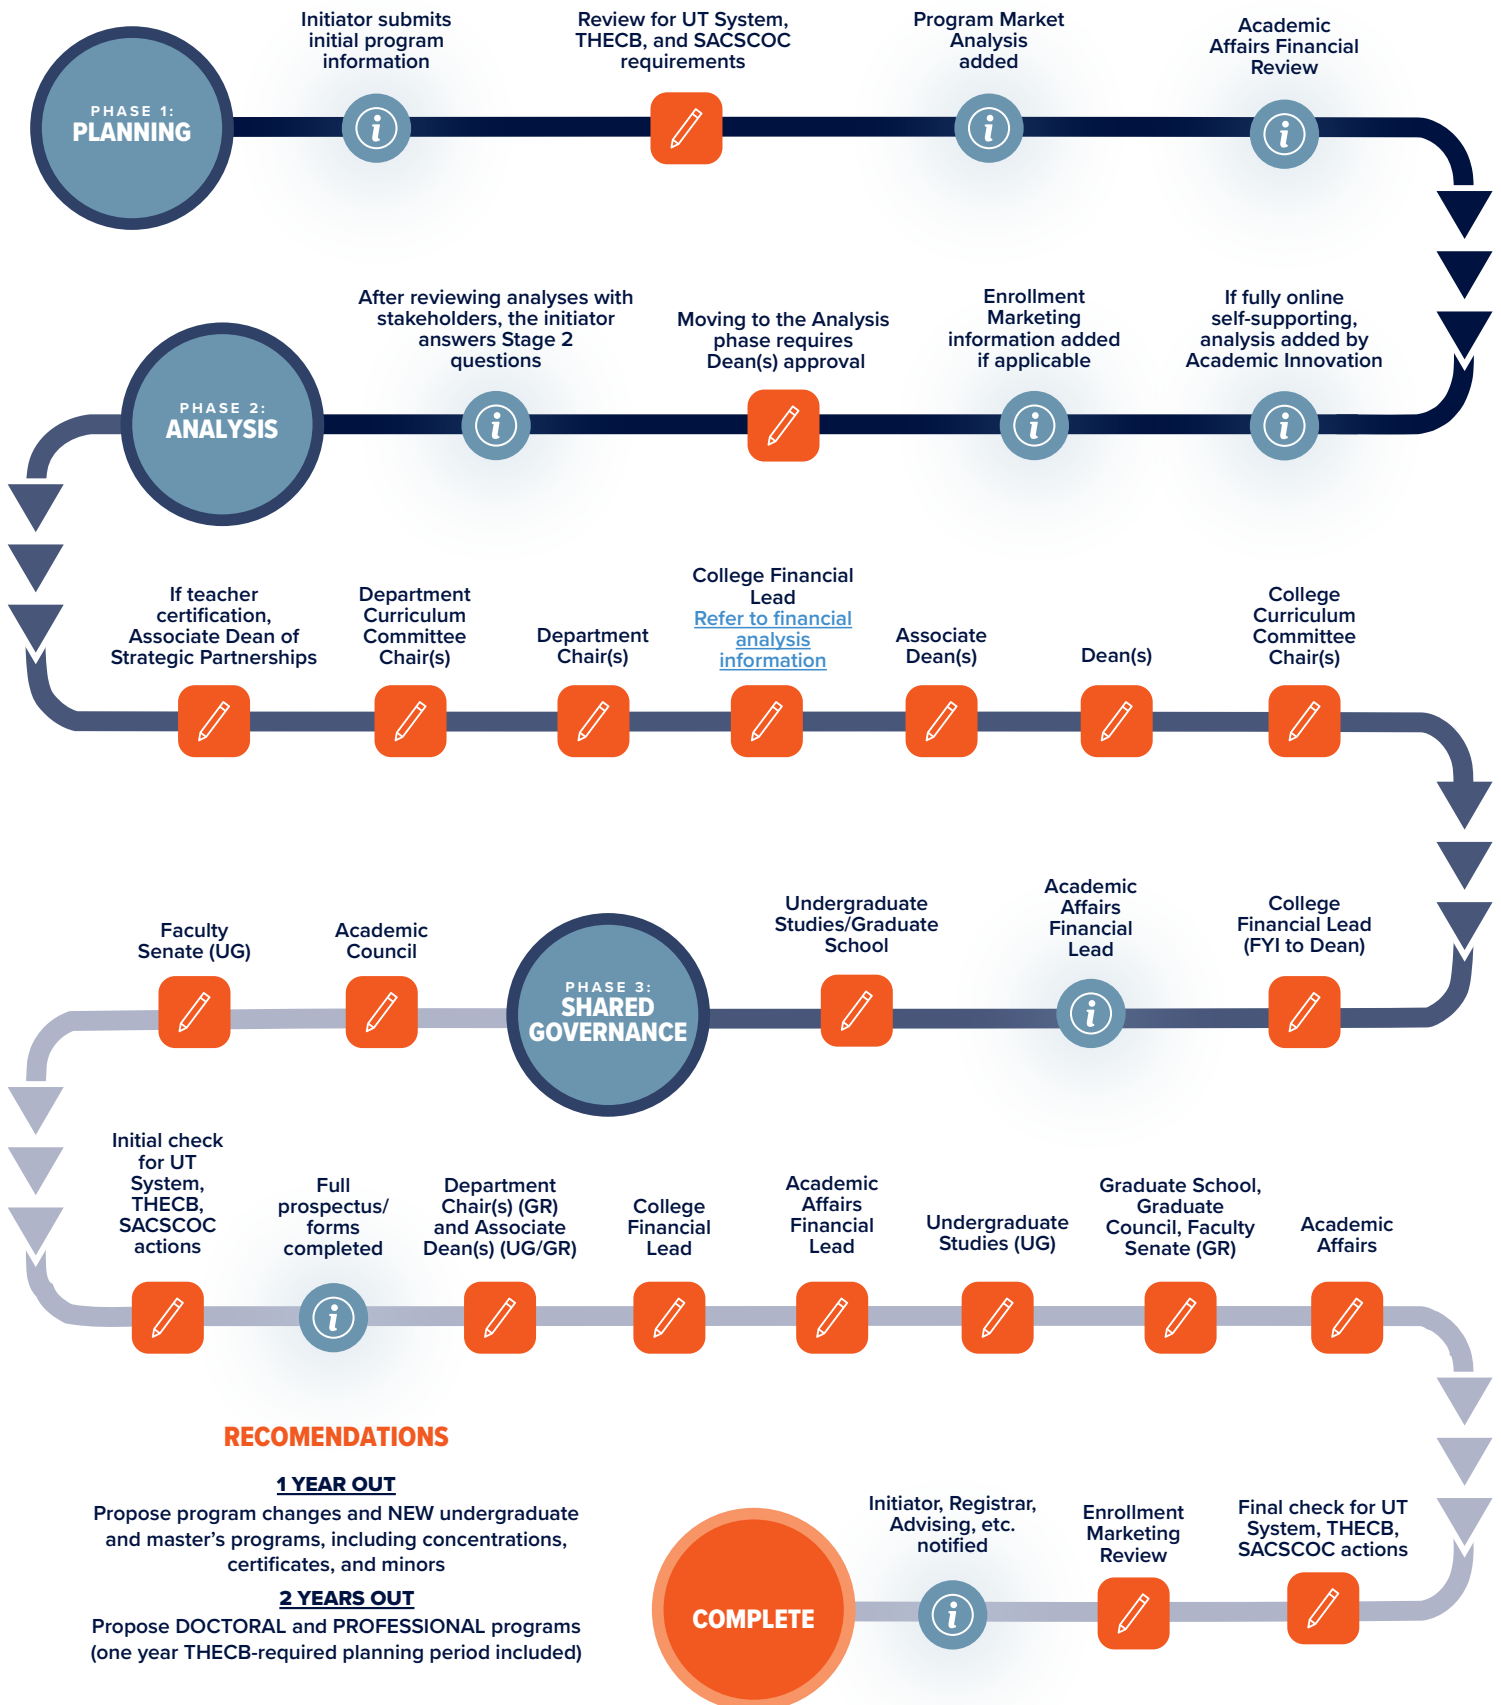 PHASE 1:
PLANNING
Initiator submits
initial program
information
Review for UT System,
THECB, and SACSCOC
requirements
Program Market
Analysis
added
Academic
Affairs Financial
Review
If fully online
self-supporting,
analysis added by
Academic Innovation
Enrollment
Marketing
information added
if applicable
Moving to the Analysis
phase requires
Dean(s) approval
After reviewing analyses with
stakeholders, the initiator
answers Stage 2
questions
PHASE 2:
ANALYSIS
If teacher
certification,
Associate Dean of
Strategic Partnerships
Department
Curriculum
Committee
Chair(s)
Department
Chair(s)
College Financial
Lead
Refer to financial
analysis
information
Associate
Dean(s)
Dean(s)
College
Curriculum
Committee
Chair(s)
College
Financial Lead
(FYI to Dean)
Academic
Affairs
Financial
Lead
Undergraduate
Studies/Graduate
School
PHASE 3:
SHARED
GOVERNANCE
Academic
Council
Faculty
Senate (UG)
Initial check
for UT
System,
THECB,
SACSCOC
actions
Full
prospectus/
forms
completed
Department
Chair(s) (GR)
and Associate
Dean(s) (UG/GR)
College
Financial
Lead
Academic
Affairs
Financial
Lead
Undergraduate
Studies (UG)
Graduate School,
Graduate
Council, Faculty
Senate (GR)
Academic
Affairs
Final check for UT
System, THECB,
SACSCOC actions
Enrollment
Marketing
Review
Initiator, Registrar,
Advising, etc.
notified
COMPLETE
RECOMENDATIONS
1 YEAR OUT
Propose program changes and NEW undergraduate
and master's programs, including concentrations,
certificates, and minors
2 YEARS OUT
Propose DOCTORAL and PROFESSIONAL programs
(one year THECB-required planning period included)